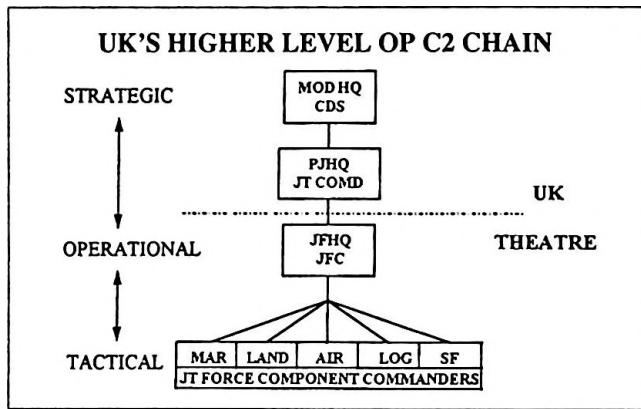 UK'S HIGHER LEVEL OP C2 CHAIN
STRATEGIC
MOD HQ
CDS
PJHQ
JT COMD
UK
THEATRE
OPERATIONAL
JFHQ
JFC
TACTICAL
MAR LAND AIR LOG SF
JT FORCE COMPONENT COMMANDERS